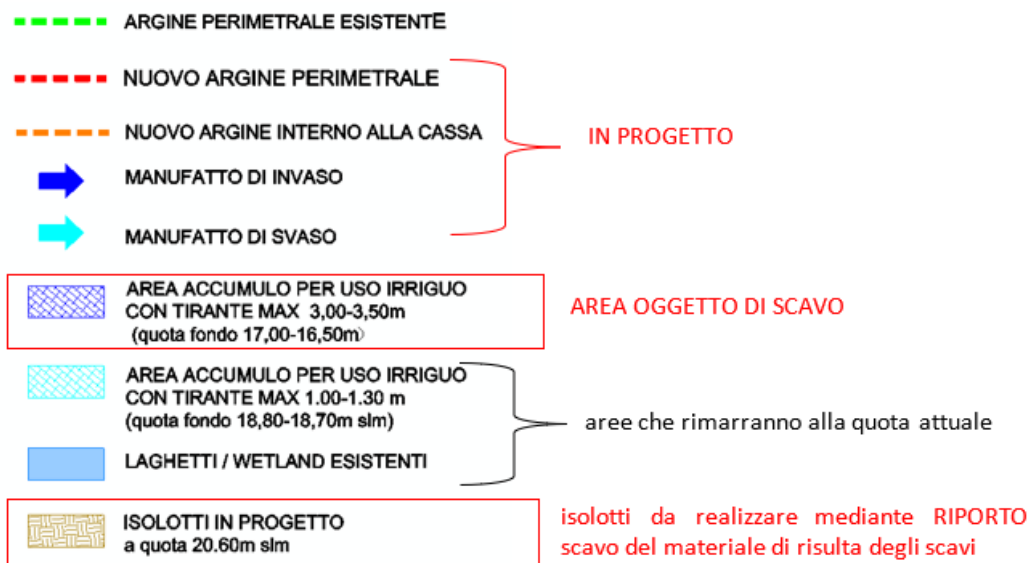 ARGINE PERIMETRALE ESISTENTE
NUOVO ARGINE PERIMETRALE
NUOVO ARGINE INTERNO ALLA CASSA
MANUFATTO DI INVASO
MANUFATTO DI SVASO
IN PROGETTO
AREA ACCUMULO PER USO IRRIGUO
CON TIRANTE MAX 3,00-3,50m
(quota fondo 17,00-16,50m)
AREA OGGETTO DI SCAVO
AREA ACCUMULO PER USO IRRIGUO
CON TIRANTE MAX 1.00-1.30 m
(quota fondo 18,80-18,70m slm)
LAGHETTI / WETLAND ESISTENTI
aree che rimarranno alla quota attuale
ISOLOTTI IN PROGETTO
a quota 20.60m slm
isolotti da realizzare mediante RIPORTO
scavo del materiale di risulta degli scavi